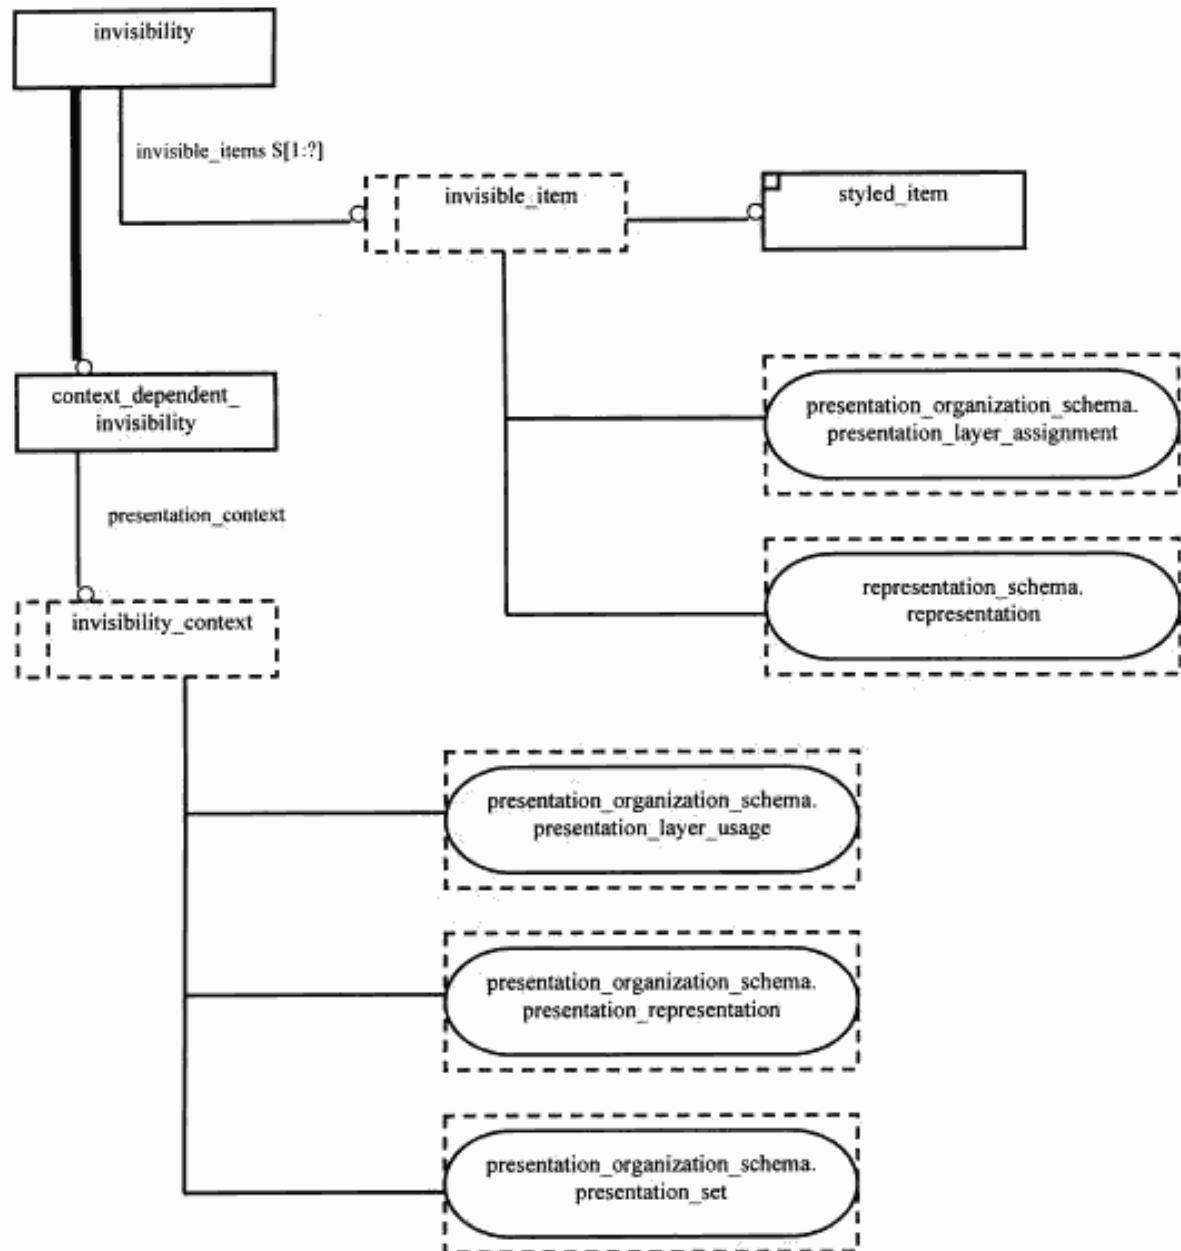 invisibility
invisible_items S[1:?]
invisible_item
styled_item
context_dependent_
invisibility
presentation_organization_schema.
presentation_layer_assignment
presentation_context
representation_schema.
representation
invisibility_context
presentation_organization_schema.
presentation_layer_usage
presentation_organization_schema.
presentation_representation
presentation_organization_schema.
presentation_set